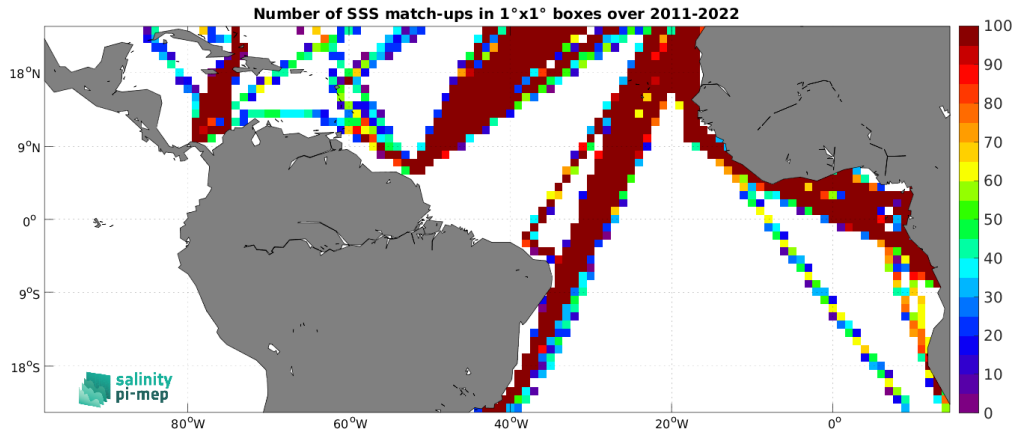 Number of SSS match-ups in 1°x1° boxes over 2011-2022
100
90
80
70
60
50
40
30
20
10
0
18°N
9°N
0°
9°S
18°S
80°W
60°W
40°W
20°W
0°
salinity
pi-mep